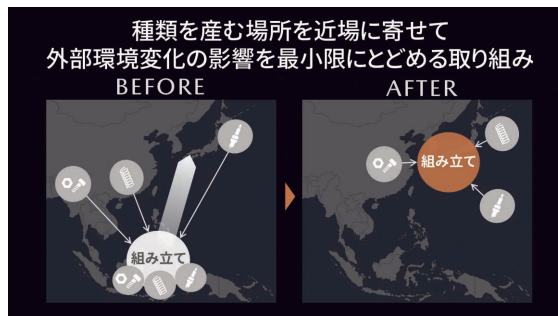 種類を産む場所を近場に寄せて
外部環境変化の影響を最小限にとどめる取り組み
BEFORE
AFTER
組み立て
組み立て